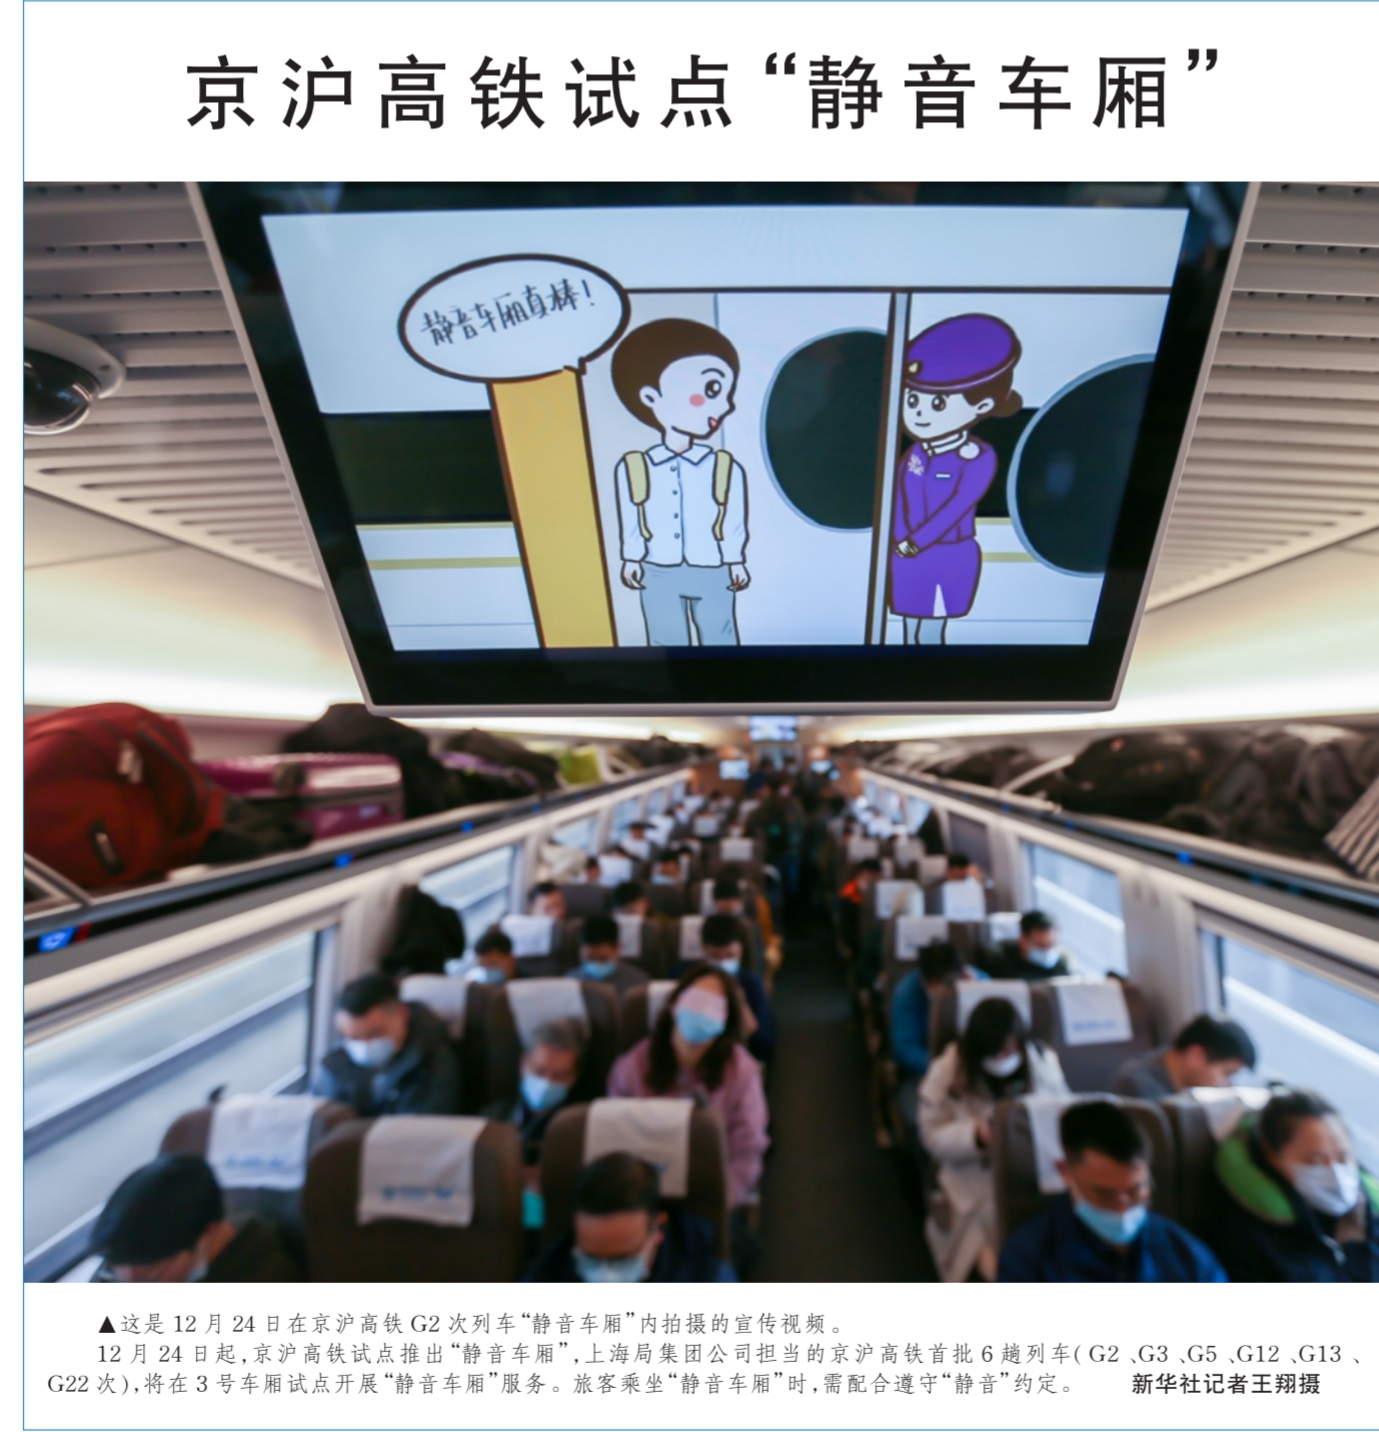 京沪高铁试点“静音车厢”
静音车厢真棒！
▲这是12月24日在京沪高铁G2次列车“静音车厢”内拍摄的宣传视频。
12月24日起,京沪高铁试点推出“静音车厢”,上海局集团公司担当的京沪高铁首批6趟列车(G2、G3、G5、G12、G13、
G22次),将在3号车厢试点开展“静音车厢”服务。旅客乘坐“静音车厢”时,需配合遵守“静音”约定。 新华社记者王翔摄